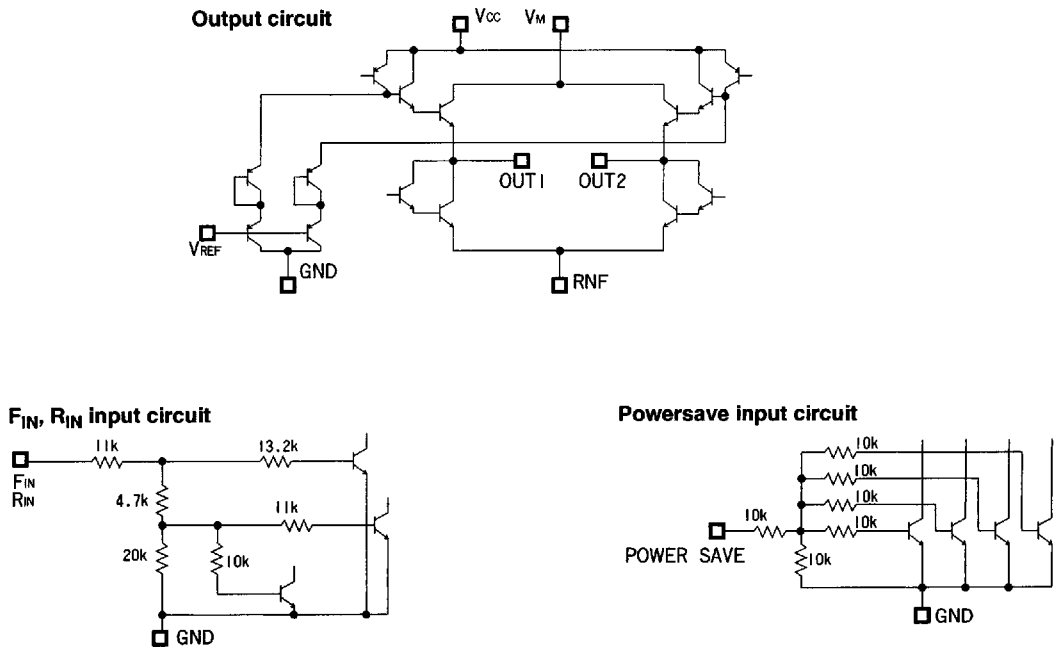 Output circuit
VCC VM
OUT1 OUT2
VREF
GND
RNF
FIN, RIN input circuit
11k 13.2k
FIN
RIN
4.7k
11k
20k 10k
GND
Powersave input circuit
10k
10k
10k
10k 10k
POWER SAVE 10k
GND